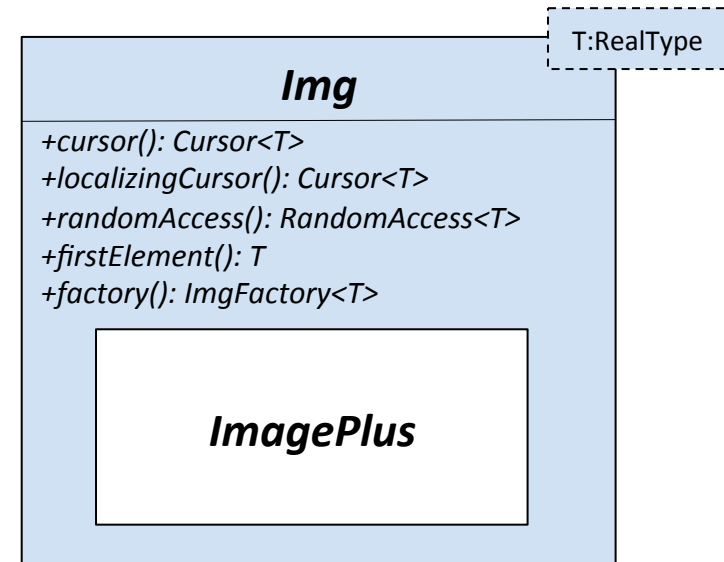 T:RealType
Img
+cursor(): Cursor<T>
+localizingCursor(): Cursor<T>
+randomAccess(): RandomAccess<T>
+firstElement(): T
+factory(): ImgFactory<T>
ImagePlus